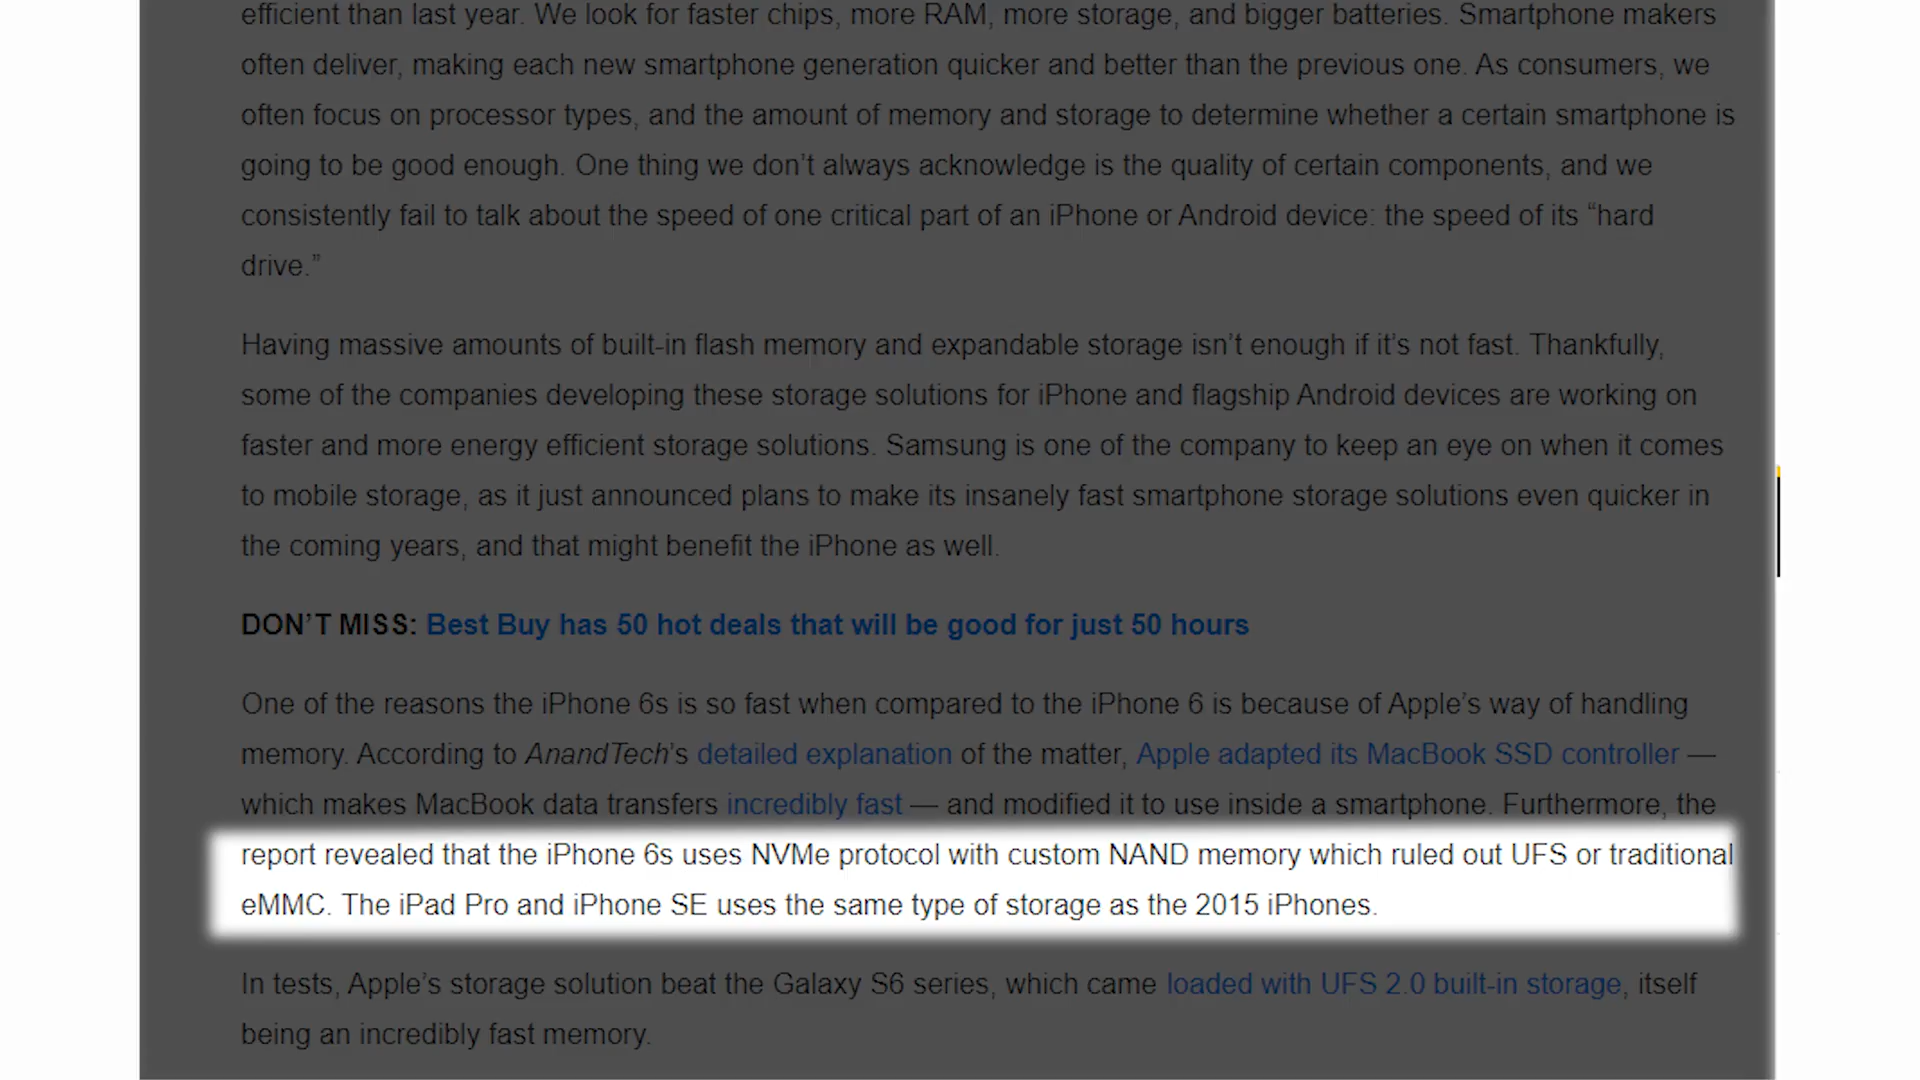 efficient than last year. We look for faster chips, more RAM, more storage, and bigger batteries. Smartphone makers
often deliver, making each new smartphone generation quicker and better than the previous one. As consumers, we
often focus on processor types, and the amount of memory and storage to determine whether a certain smartphone is
going to be good enough. One thing we don’t always acknowledge is the quality of certain components, and we
consistently fail to talk about the speed of one critical part of an iPhone or Android device: the speed of its “hard
drive.”
Having massive amounts of built-in flash memory and expandable storage isn’t enough if it’s not fast. Thankfully,
some of the companies developing these storage solutions for iPhone and flagship Android devices are working on
faster and more energy efficient storage solutions. Samsung is one of the company to keep an eye on when it comes
to mobile storage, as it just announced plans to make its insanely fast smartphone storage solutions even quicker in
the coming years, and that might benefit the iPhone as well.
DON’T MISS: Best Buy has 50 hot deals that will be good for just 50 hours
One of the reasons the iPhone 6s is so fast when compared to the iPhone 6 is because of Apple’s way of handling
memory. According to AnandTech’s detailed explanation of the matter, Apple adapted its MacBook SSD controller —
which makes MacBook data transfers incredibly fast — and modified it to use inside a smartphone. Furthermore, the
report revealed that the iPhone 6s uses NVMe protocol with custom NAND memory which ruled out UFS or traditional
eMMC. The iPad Pro and iPhone SE uses the same type of storage as the 2015 iPhones.
In tests, Apple’s storage solution beat the Galaxy S6 series, which came loaded with UFS 2.0 built-in storage, itself
being an incredibly fast memory.